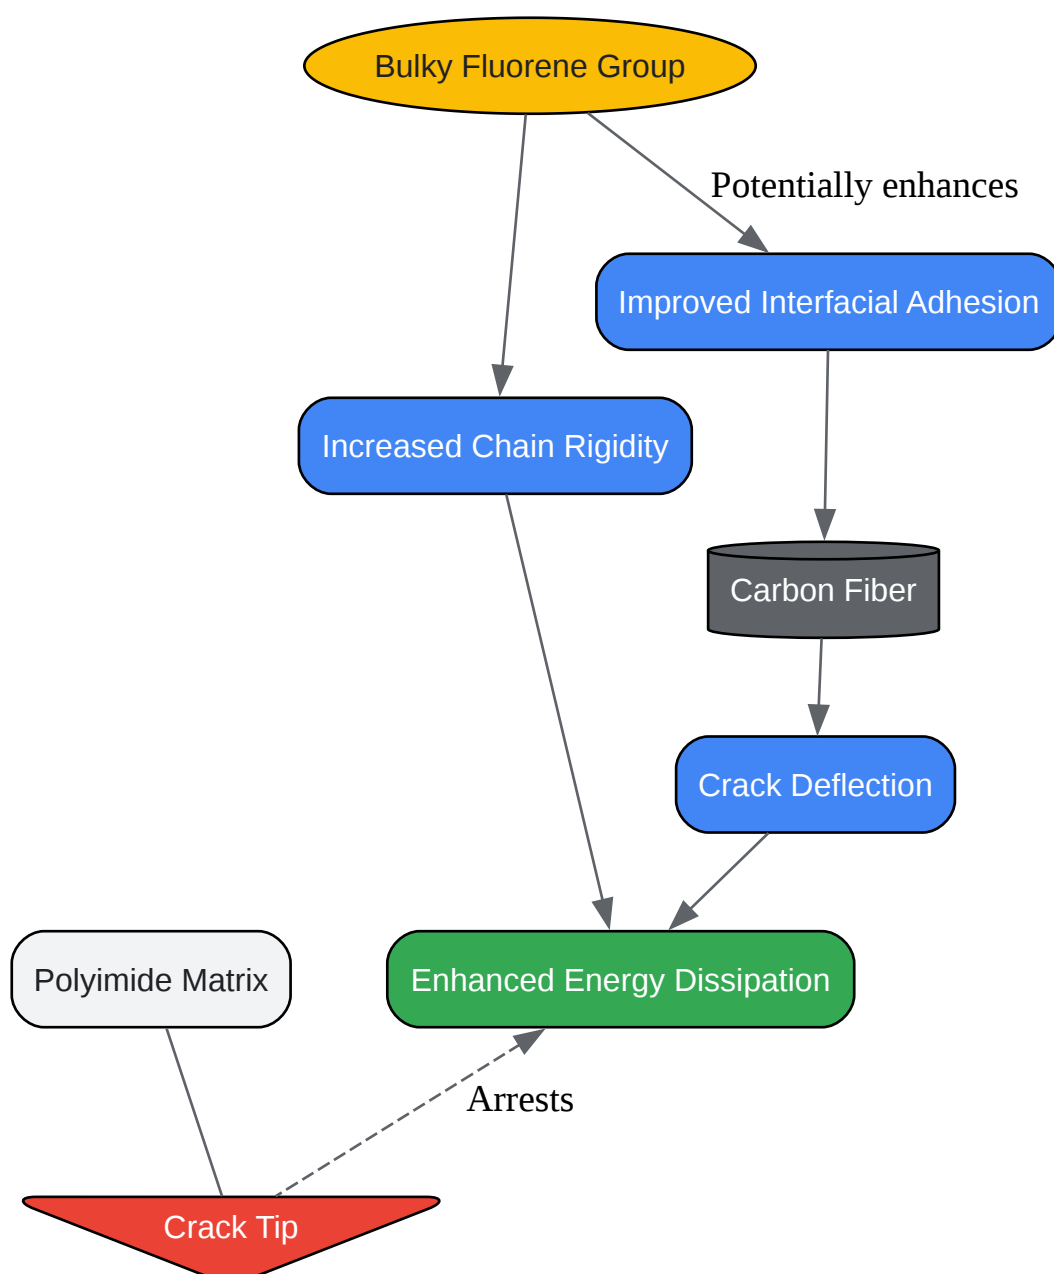 Bulky Fluorene Group
Potentially enhances
Improved Interfacial Adhesion
Increased Chain Rigidity
Carbon Fiber
Crack Deflection
Polyimide Matrix
Enhanced Energy Dissipation
Arrests
Crack Tip